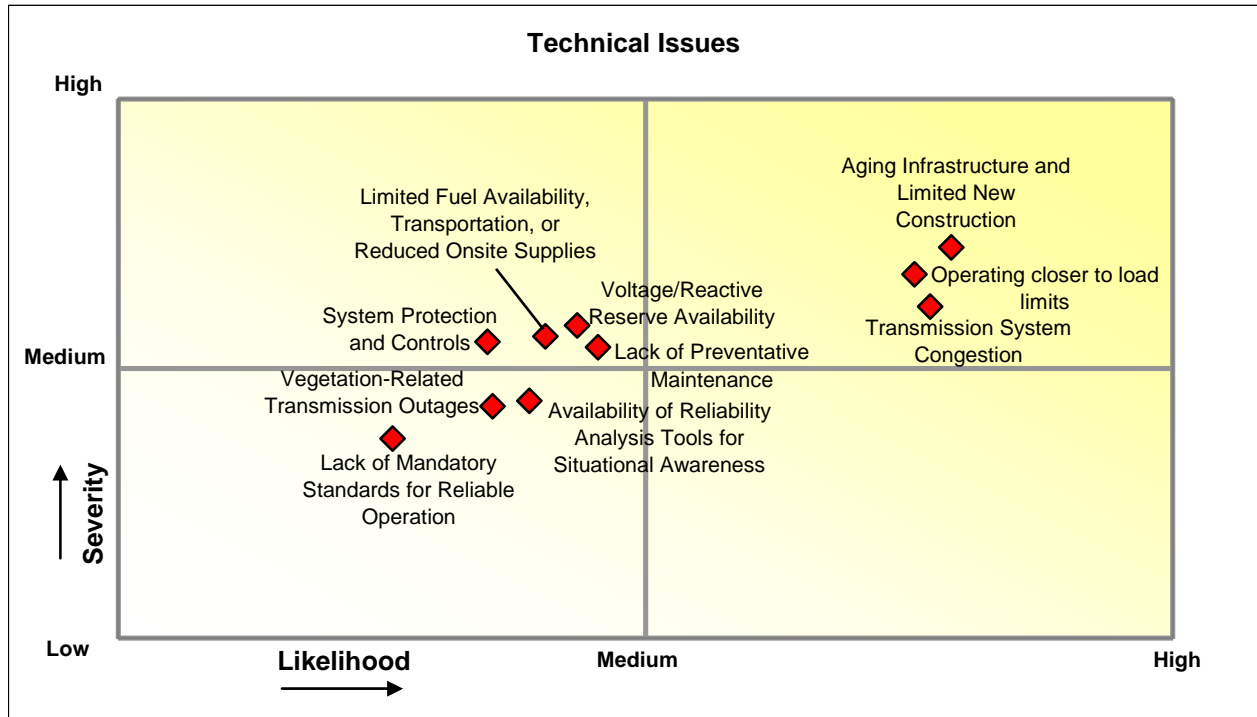 Technical Issues
High
Aging Infrastructure and
Limited New
Construction
Limited Fuel Availability,
Transportation, or
Reduced Onsite Supplies
Operating closer to load
limits
Voltage/Reactive
Reserve Availability
System Protection
and Controls
Transmission System
Congestion
Lack of Preventative
Maintenance
Medium
Vegetation-Related
Transmission Outages
Availability of Reliability
Analysis Tools for
Situational Awareness
Lack of Mandatory
Standards for Reliable
Operation
Severity
Low
Likelihood
Medium
High